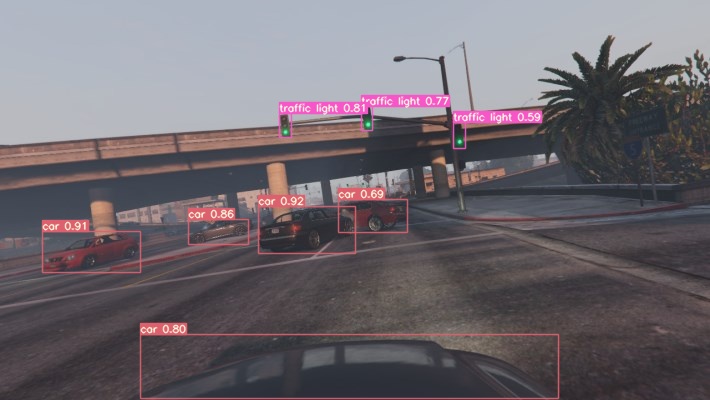 traffic light 0.81
traffic light 0.77
traffic light 0.59
car 0.69
car 0.92
car 0.86
car 0.91
car 0.80